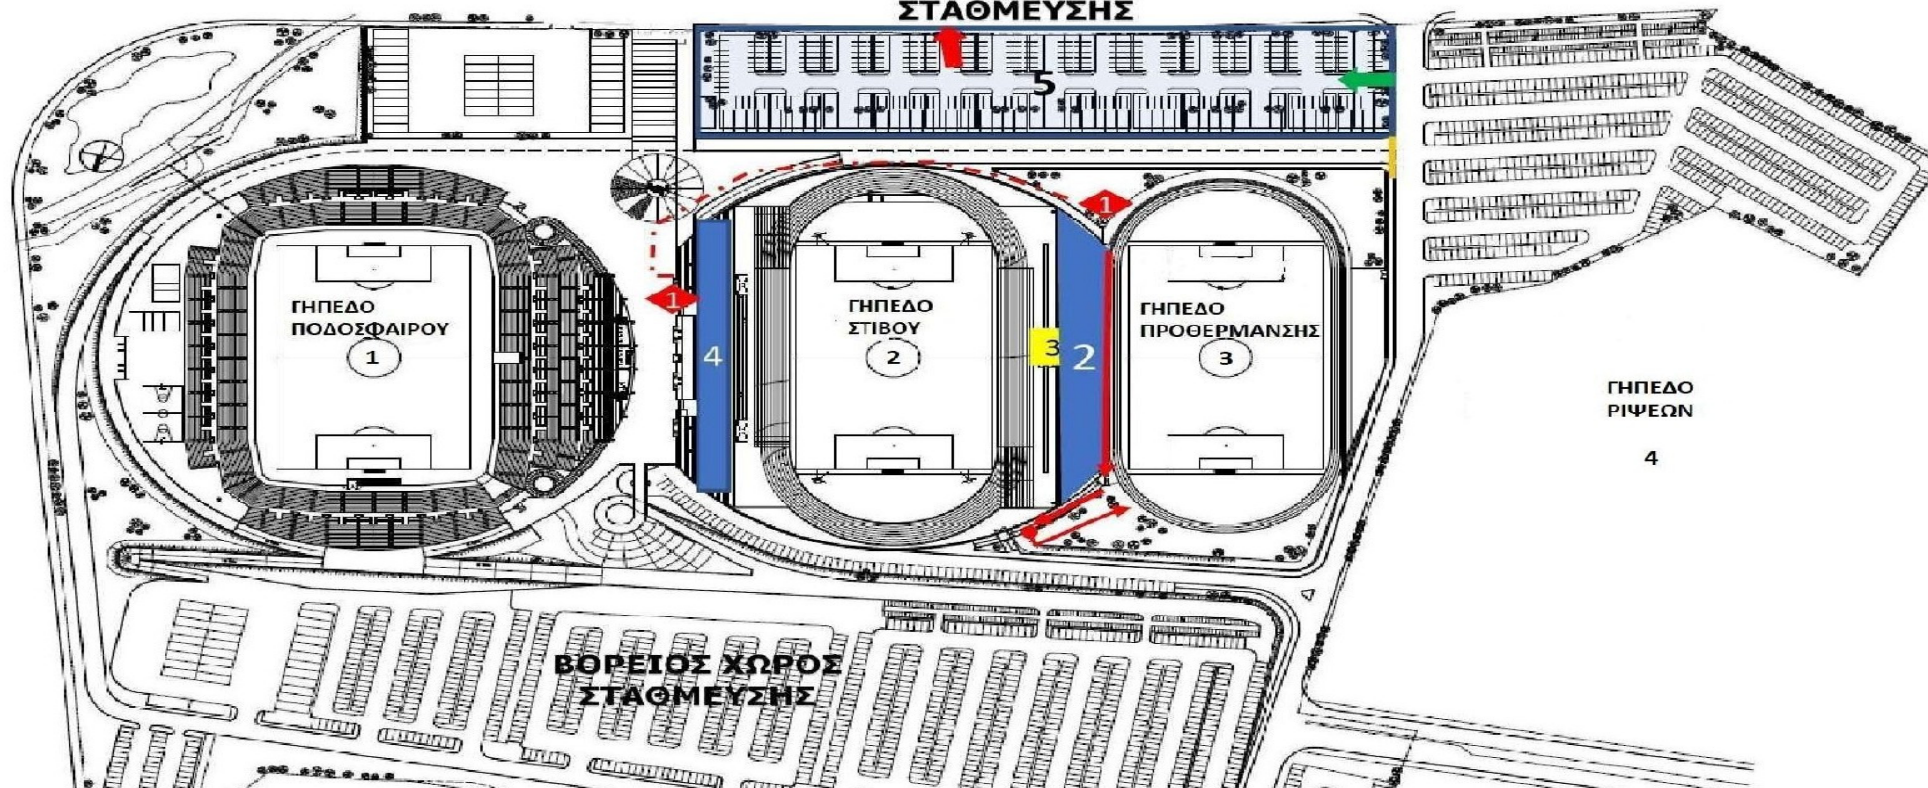 ΣΤΑΘΜΕΥΣΗΣ
5
1
1
ΓΗΠΕΔΟ
ΠΟΔΟΣΦΑΙΡΟΥ
1
4
ΓΗΠΕΔΟ
ΣΤΙΒΟΥ
2
3
2
ΓΗΠΕΔΟ
ΠΡΟΘΕΡΜΑΝΣΗΣ
3
ΓΗΠΕΔΟ
ΡΙΨΕΩΝ
4
ΒΟΡΕΙΟΣ ΧΩΡΟΣ
ΣΤΑΘΜΕΥΣΗΣ